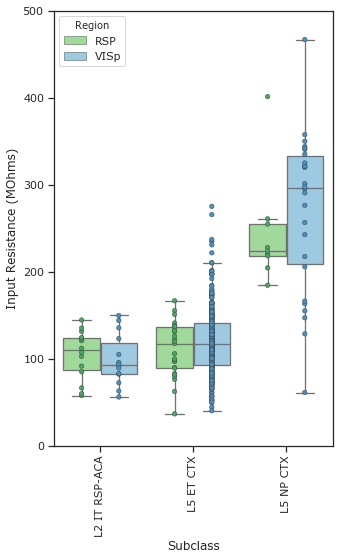 Region
RSP
VISp
500
400
300
200
100
0
Input Resistance (MOhms)
L2 IT RSP-ACA
L5 ET CTX
L5 NP CTX
Subclass